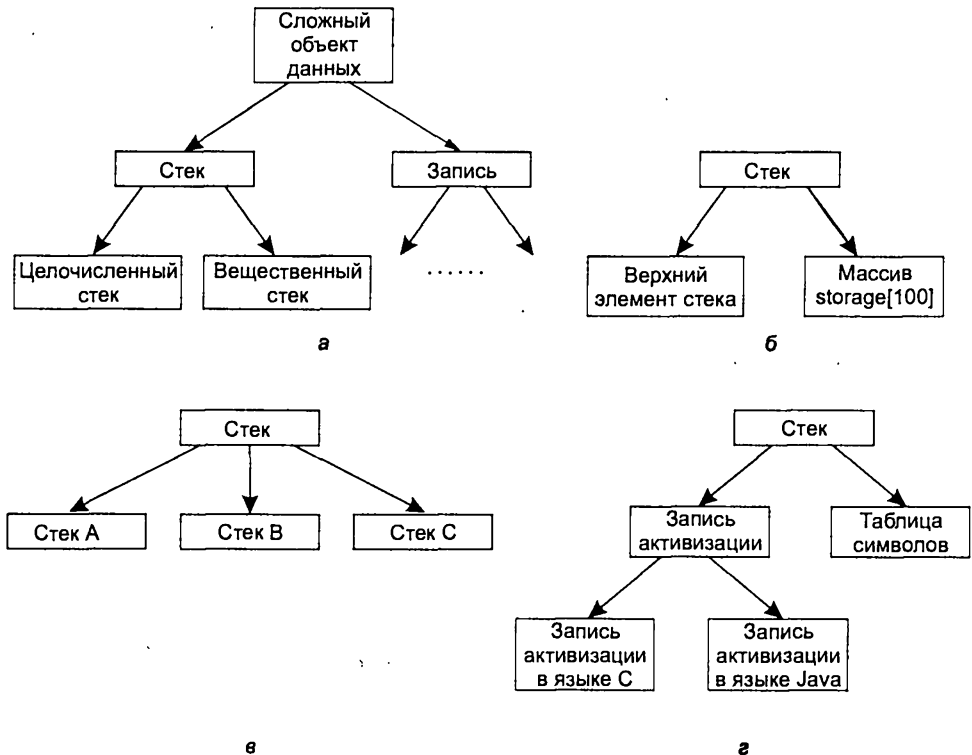 Сложный
объект
данных
Стек
Запись
Целочисленный
стек
Вещественный
стек
......
а
Стек
Верхний
элемент стека
Массив
storage[100]
б
Стек
Стек А
Стек В
Стек С
в
Стек
Запись
активизации
Таблица
символов
Запись
активизации
в языке С
Запись
активизации
в языке Java
г